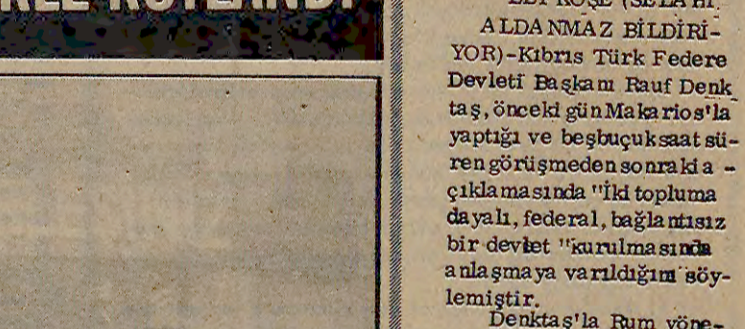 LEFKOŞE (SELAHİ
ALDANMAZ BİLDİRİ-
YOR)-Kıbrıs Türk Federe
Devleti Başkanı Rauf Denk
taş, önceki gün Makarios'la
yaptığı ve beşbuçuk saat sü-
ren görüşmeden sonraki a -
çıklamasında "İki topluma
dayalı, federal, bağlantısız
bir devlet "kurulmasında
anlaşmaya varıldığını söy-
lemiştir.
Denktaş'la Rum yöne-